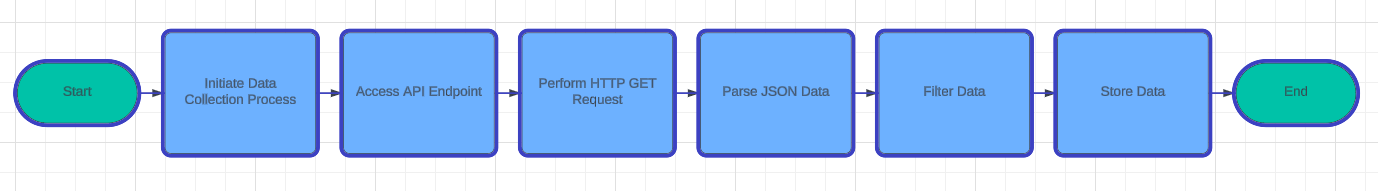 Start
Initiate Data
Collection Process
Access API Endpoint
Perform HTTP GET
Request
Parse JSON Data
Filter Data
Store Data
End